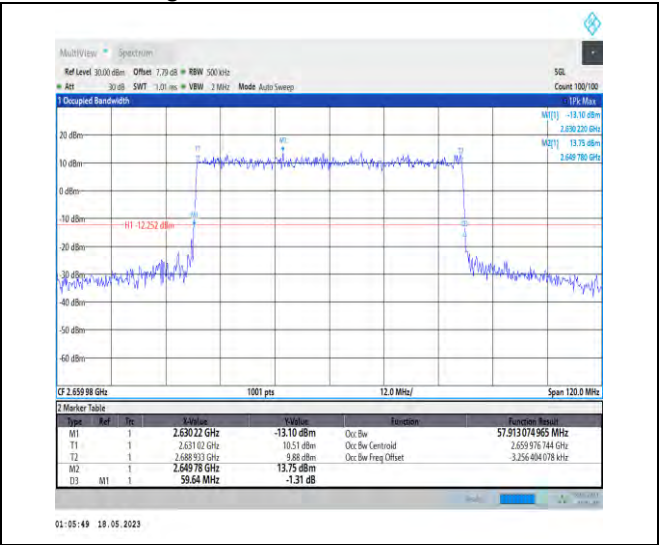 MultiView Spectrum
Ref Level 30.00 dBm Offset 7.79 dB RBW 500 kHz SGL
Att 30 dB SWT 1.01 ms VBW 2 MHz Mode Auto Sweep Count 100/100
1 Occupied Bandwidth 1Pk Max
M1[1] -13.10 dBm
2.630 220 GHz
M2[1] 13.75 dBm
2.649 780 GHz
20 dBm
M2
T1
T2
10 dBm
0 dBm
-10 dBm
M1
D3
H1 -12.252 dBm
-20 dBm
-30 dBm
-40 dBm
-50 dBm
-60 dBm
CF 2.659 98 GHz 1001 pts 12.0 MHz/ Span 120.0 MHz
2 Marker Table
Type Ref Trc X-Value Y-Value Function Function Result
M1 1 2.630 22 GHz -13.10 dBm Occ Bw 57.913 074 965 MHz
T1 1 2.631 02 GHz 10.51 dBm Occ Bw Centroid 2.659 976 744 GHz
T2 1 2.688 933 GHz 9.88 dBm Occ Bw Freq Offset -3.256 404 078 kHz
M2 1 2.649 78 GHz 13.75 dBm
D3 M1 1 59.64 MHz -1.31 dB
01:05:49 18.05.2023